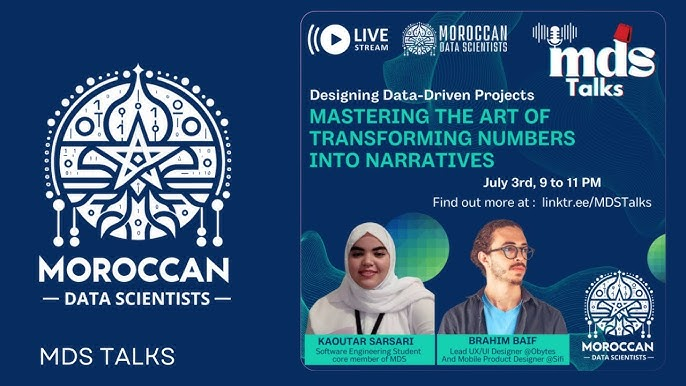 MOROCCAN
DATA SCIENTISTS
MDS TALKS
LIVE
STREAM
MOROCCAN
DATA SCIENTISTS
mds
Talks
Designing Data-Driven Projects
MASTERING THE ART OF
TRANSFORMING NUMBERS
INTO NARRATIVES
July 3rd, 9 to 11 PM
Find out more at : linktr.ee/MDSTalks
KAOUTAR SARSARI
Software Engineering Student
core member of MDS
BRAHIM BAIF
Lead UX/UI Designer @Obytes
And Mobile Product Designer @Sifi
MOROCCAN
DATA SCIENTISTS